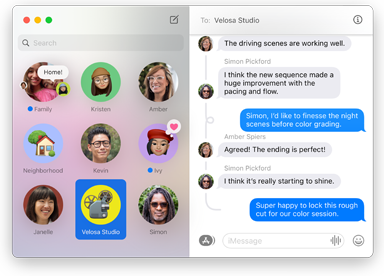 To: Velosa Studio
Search
Home!
Family
Kristen
Amber
Neighborhood
Kevin
Ivy
Janelle
Velosa Studio
Simon
The driving scenes are working well.
Simon Pickford
I think the new sequence made a
huge improvement with the
pacing and flow.
Simon, I'd like to finesse the night
scenes before color grading.
Amber Spiers
Agreed! The ending is perfect!
Simon Pickford
I think it's really starting to shine.
Super happy to lock this rough
cut for our color session.
iMessage